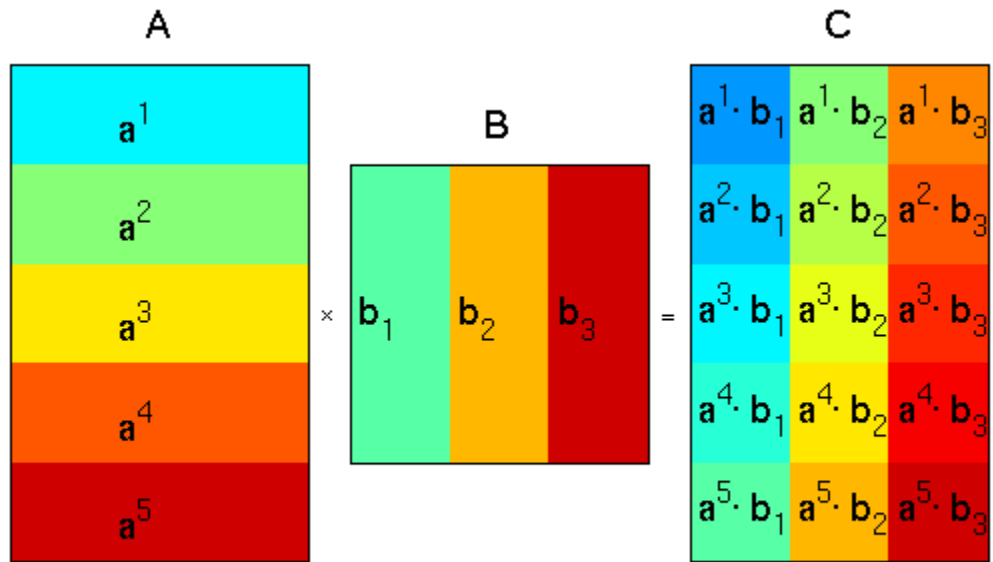 A
B
C
a¹
a²
a³
a⁴
a⁵
×
b₁ b₂ b₃
=
a¹· b₁ a¹· b₂ a¹· b₃
a²· b₁ a²· b₂ a²· b₃
a³· b₁ a³· b₂ a³· b₃
a⁴· b₁ a⁴· b₂ a⁴· b₃
a⁵· b₁ a⁵· b₂ a⁵· b₃